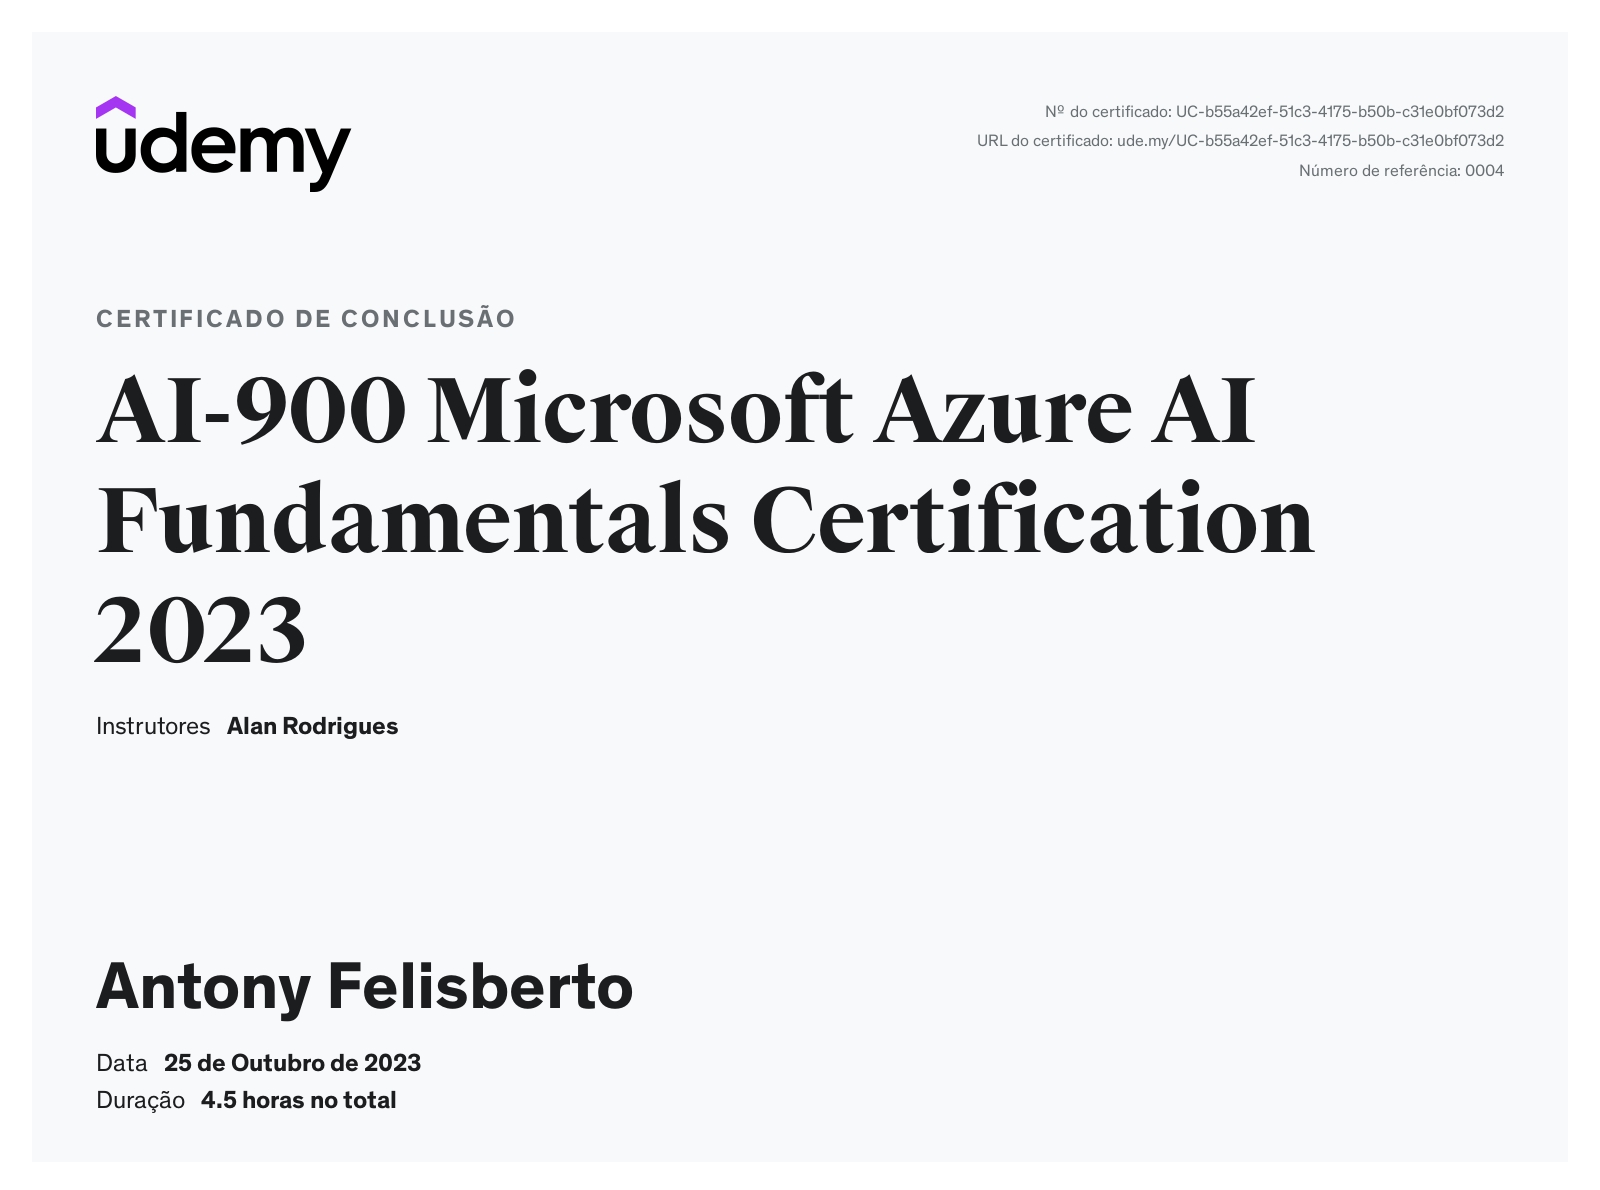 udemy
Nº do certificado: UC-b55a42ef-51c3-4175-b50b-c31e0bf073d2
URL do certificado: ude.my/UC-b55a42ef-51c3-4175-b50b-c31e0bf073d2
Número de referência: 0004
CERTIFICADO DE CONCLUSÃO
AI-900 Microsoft Azure AI
Fundamentals Certification
2023
Instrutores Alan Rodrigues
Antony Felisberto
Data 25 de Outubro de 2023
Duração 4.5 horas no total